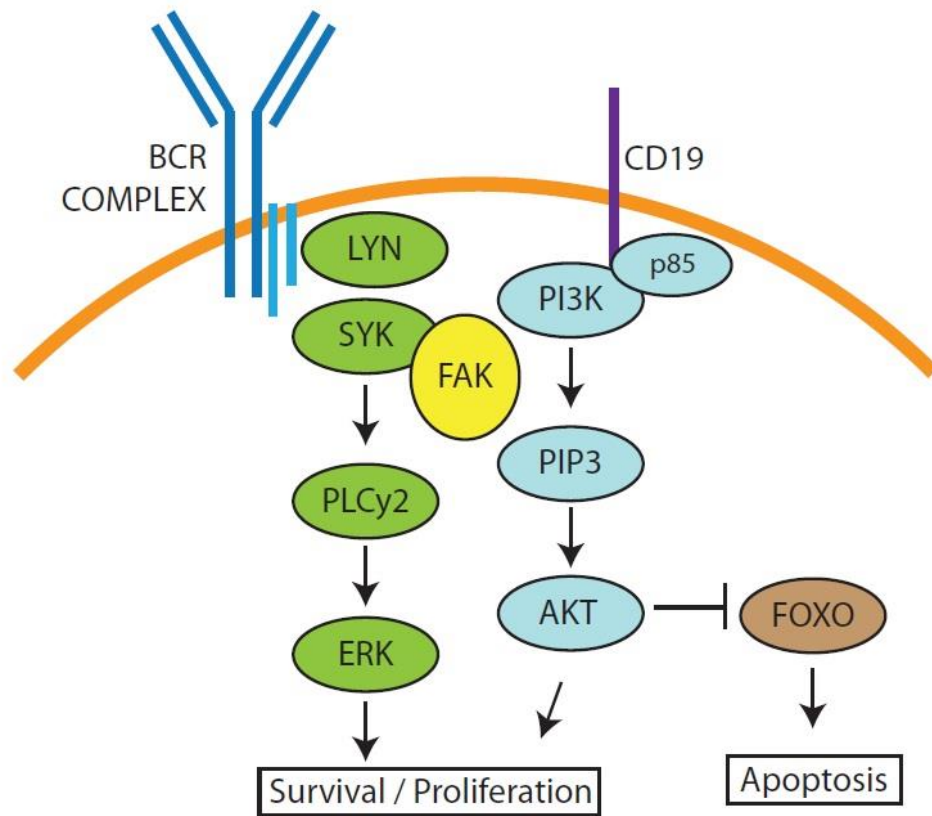 BCR
COMPLEX
CD19
LYN
p85
PI3K
SYK
FAK
PIP3
PLCy2
AKT
FOXO
ERK
Survival / Proliferation
Apoptosis